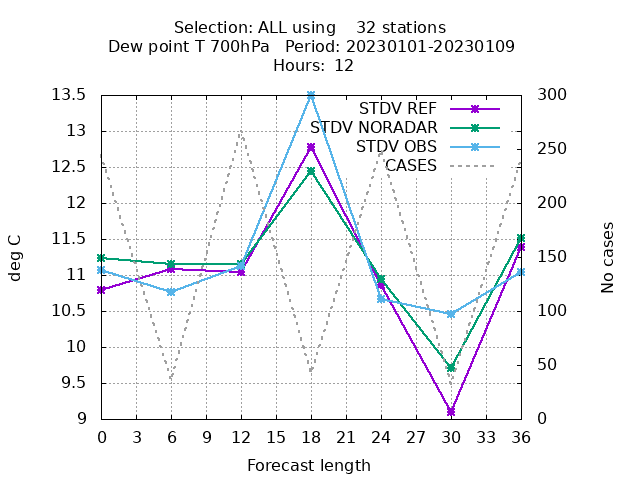 Selection: ALL using    32 stations
Dew point T 700hPa   Period: 20230101-20230109
Hours:  12
STDV REF
STDV NORADAR
STDV OBS
CASES
deg C
13.5
13
12.5
12
11.5
11
10.5
10
9.5
9
300
250
200
150
100
50
0
No cases
0 3 6 9 12 15 18 21 24 27 30 33 36
Forecast length